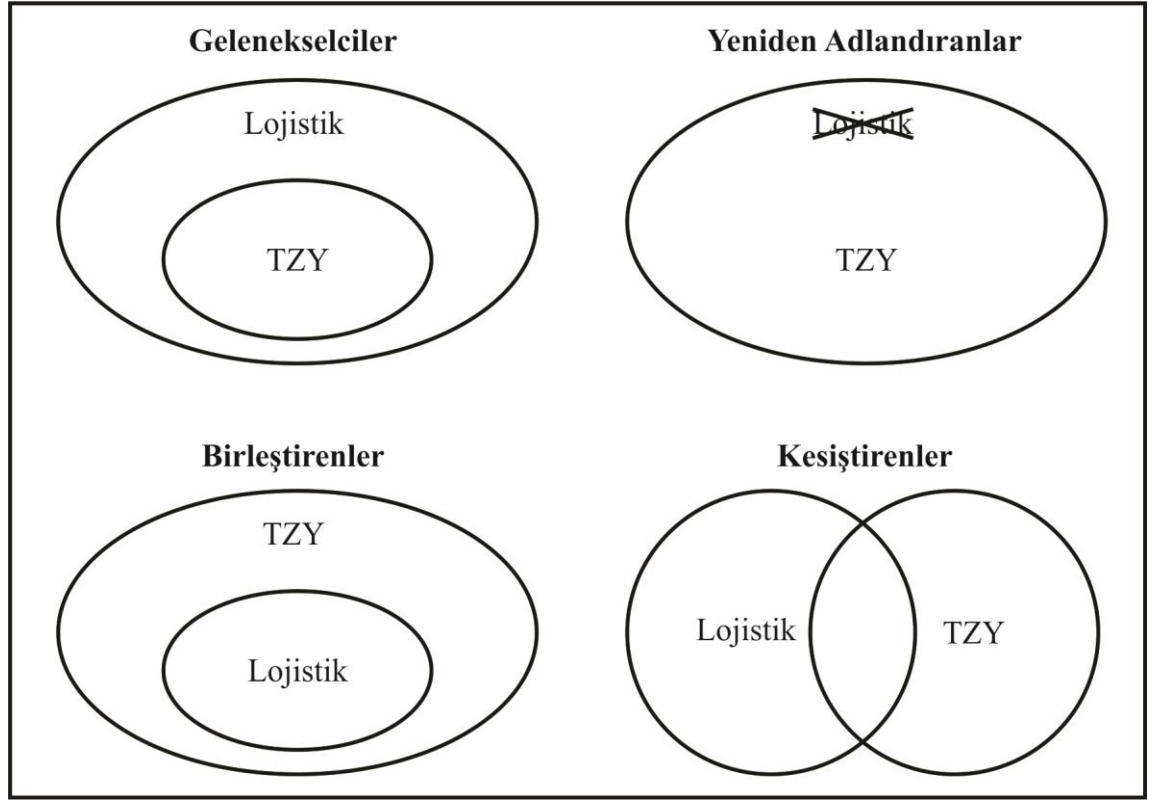 Gelenekselciler
Lojistik
TZY
Yeniden Adlandıranlar
Lojistik
TZY
Birleştirenler
TZY
Lojistik
Kesiştirenler
Lojistik
TZY